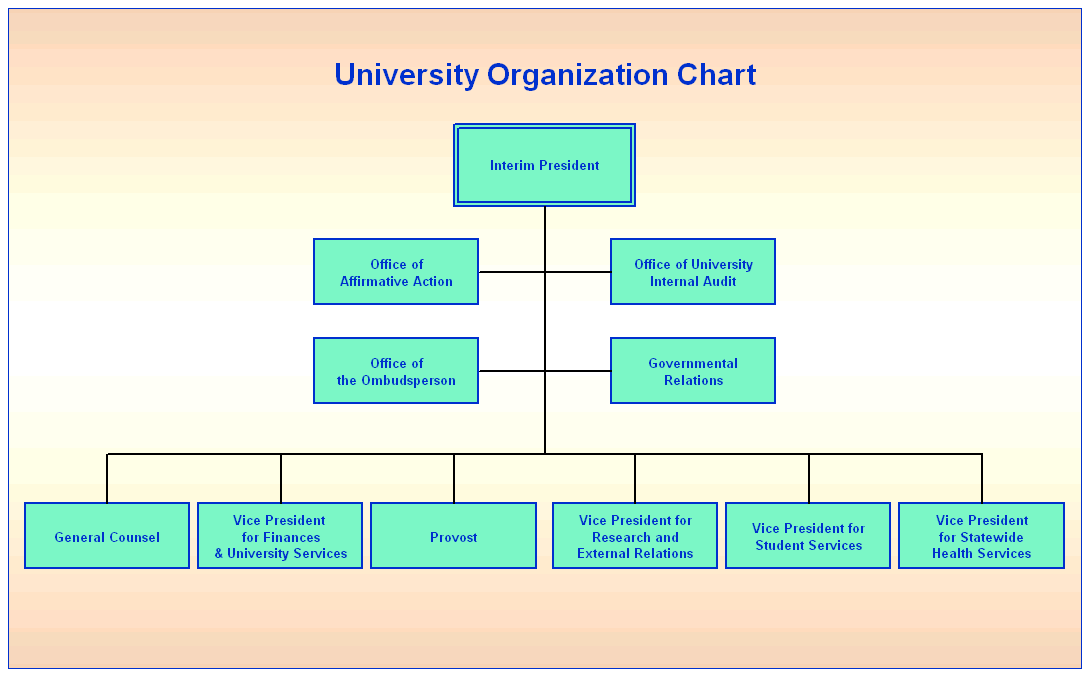 University Organization Chart
Interim President
Office of
Affirmative Action
Office of University
Internal Audit
Office of
the Ombudsperson
Governmental
Relations
General Counsel
Vice President
for Finances
& University Services
Provost
Vice President for
Research and
External Relations
Vice President for
Student Services
Vice President
for Statewide
Health Services